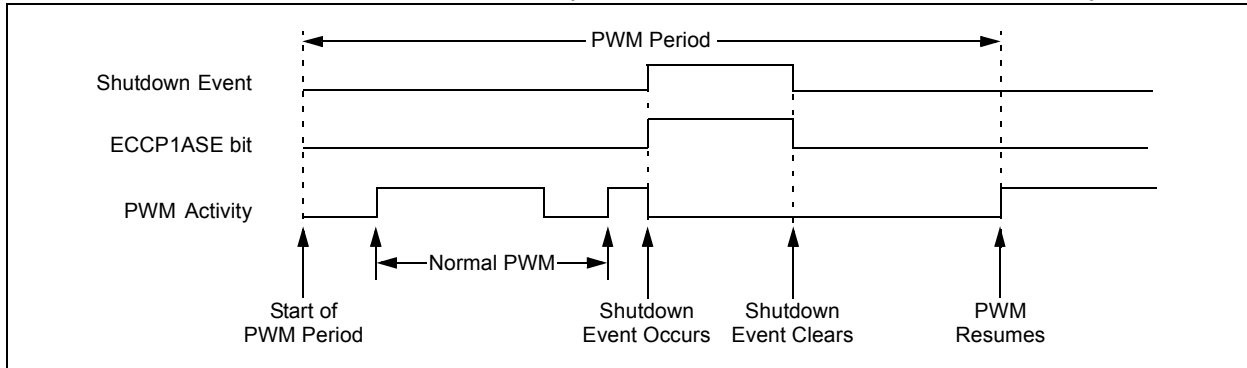 PWM Period
Shutdown Event
ECCP1ASE bit
PWM Activity
Normal PWM
Start of
PWM Period
Shutdown
Event Occurs
Shutdown
Event Clears
PWM
Resumes